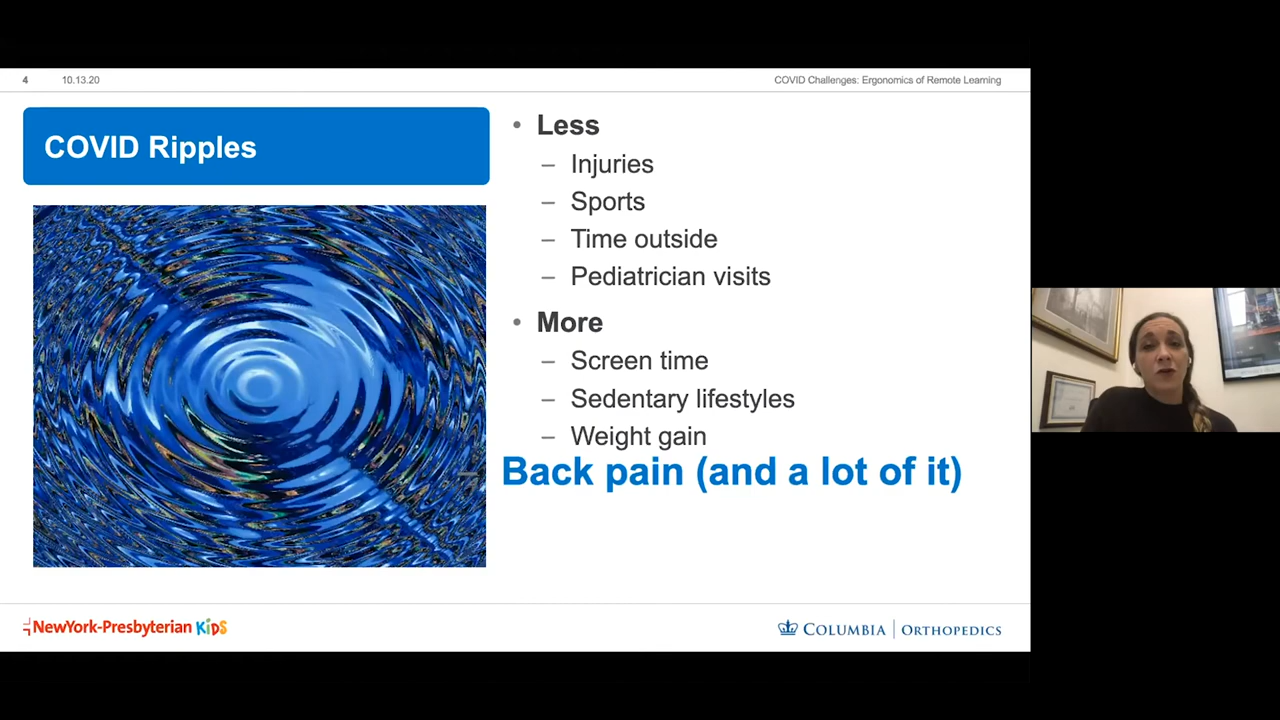 4 10.13.20 COVID Challenges: Ergonomics of Remote Learning
COVID Ripples
• Less
– Injuries
– Sports
– Time outside
– Pediatrician visits
• More
– Screen time
– Sedentary lifestyles
– Weight gain
– Back pain (and a lot of it)
NewYork-Presbyterian KiDS
COLUMBIA | ORTHOPEDICS